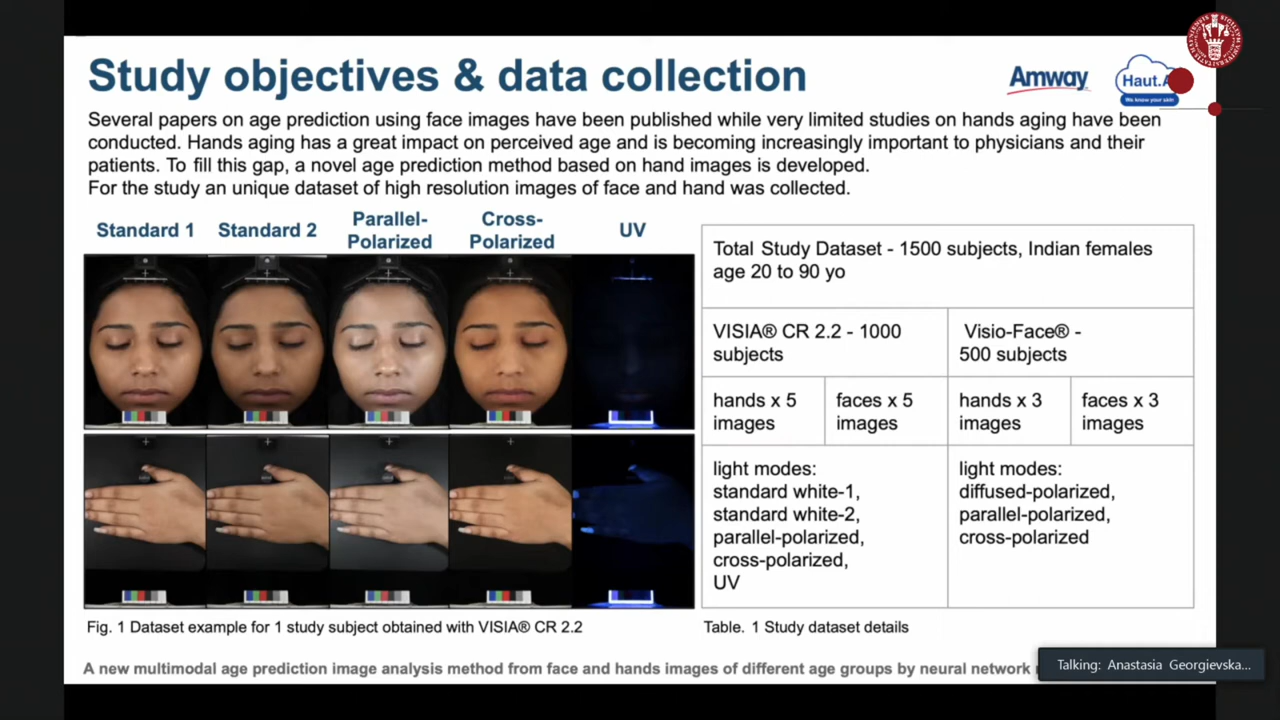 Study objectives & data collection
Amway
Haut.
We know your skin
Several papers on age prediction using face images have been published while very limited studies on hands aging have been
conducted. Hands aging has a great impact on perceived age and is becoming increasingly important to physicians and their
patients. To fill this gap, a novel age prediction method based on hand images is developed.
For the study an unique dataset of high resolution images of face and hand was collected.
Standard 1
Standard 2
Parallel-
Polarized
Cross-
Polarized
UV
Total Study Dataset - 1500 subjects, Indian females
age 20 to 90 yo
VISIA® CR 2.2 - 1000
subjects
Visio-Face® -
500 subjects
hands x 5
images
faces x 5
images
hands x 3
images
faces x 3
images
light modes:
standard white-1,
standard white-2,
parallel-polarized,
cross-polarized,
UV
light modes:
diffused-polarized,
parallel-polarized,
cross-polarized
Fig. 1 Dataset example for 1 study subject obtained with VISIA® CR 2.2
Table. 1 Study dataset details
A new multimodal age prediction image analysis method from face and hands images of different age groups by neural network
Talking: Anastasia Georgievska...